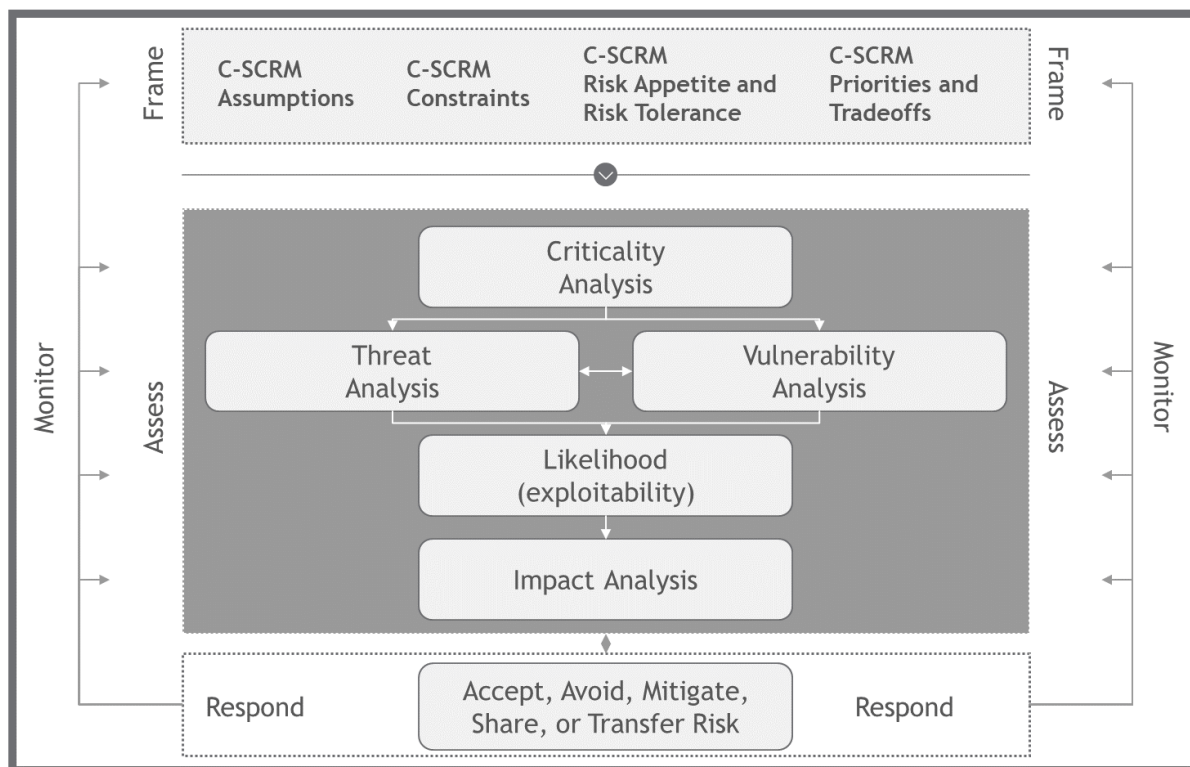 Frame
C-SCRM
Assumptions
C-SCRM
Constraints
C-SCRM
Risk Appetite and
Risk Tolerance
C-SCRM
Priorities and
Tradeoffs
Frame
Monitor
Assess
Criticality
Analysis
Threat
Analysis
Vulnerability
Analysis
Likelihood
(exploitability)
Impact Analysis
Assess
Monitor
Respond
Accept, Avoid, Mitigate,
Share, or Transfer Risk
Respond